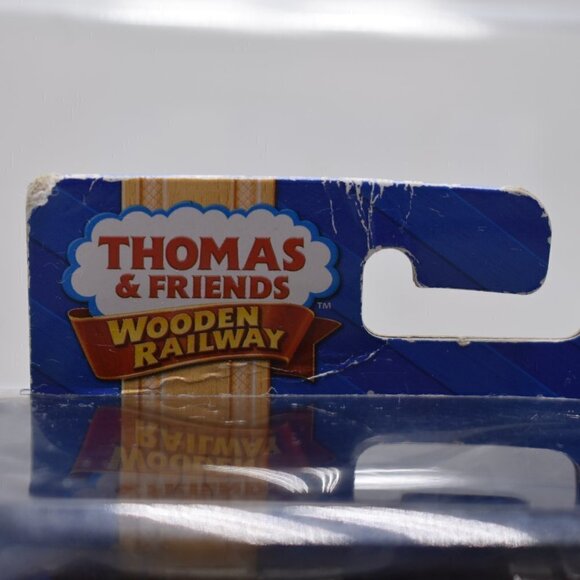 THOMAS
& FRIENDS
TM
WOODEN
RAILWAY